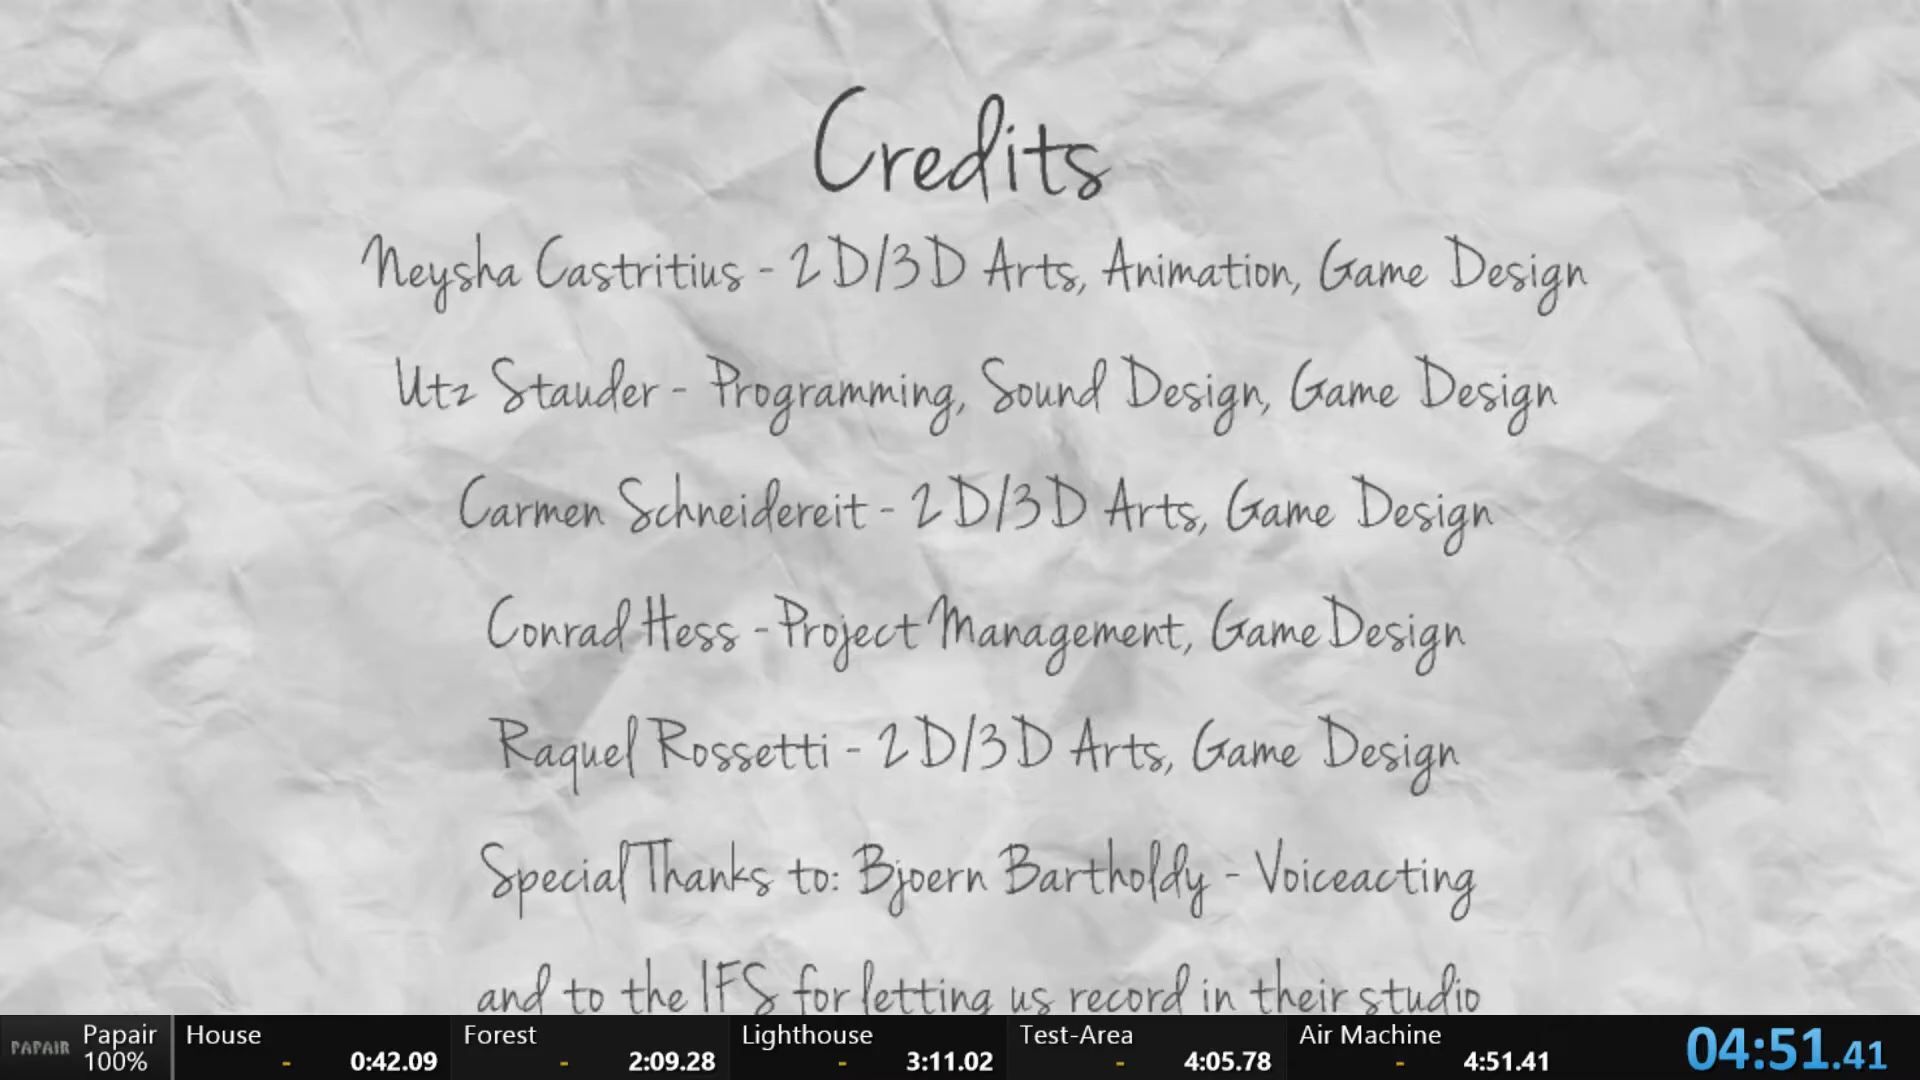 Credits
Neysha Castritius - 2D/3D Arts, Animation, Game Design
Utz Stauder - Programming, Sound Design, Game Design
Carmen Schneidereit - 2D/3D Arts, Game Design
Conrad Hess - Project Management, Game Design
Raquel Rossetti - 2D/3D Arts, Game Design
Special Thanks to: Bjoern Bartholdy - Voiceacting
and to the IFS for letting us record in their studio
PAPAIR
Papair
100%
House
- 0:42.09
Forest
- 2:09.28
Lighthouse
- 3:11.02
Test-Area
- 4:05.78
Air Machine
- 4:51.41
04:51.41